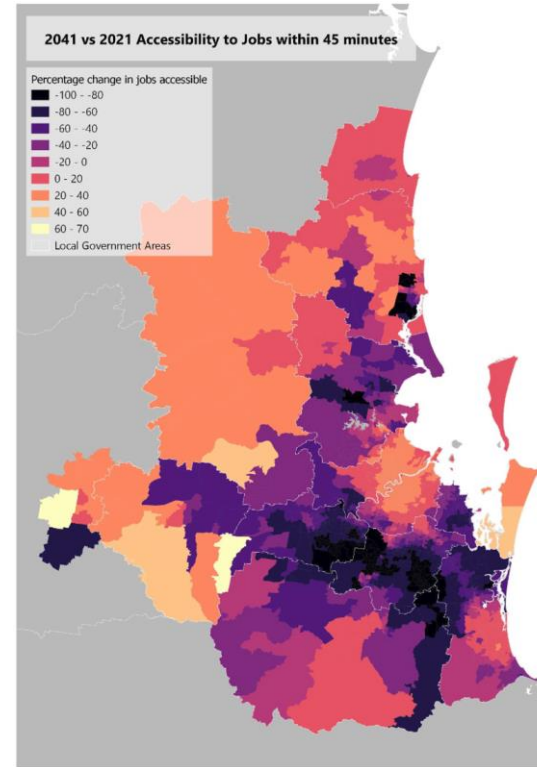 2041 vs 2021 Accessibility to Jobs within 45 minutes
Percentage change in jobs accessible
-100 - -80
-80 - -60
-60 - -40
-40 - -20
-20 - 0
0 - 20
20 - 40
40 - 60
60 - 70
Local Government Areas